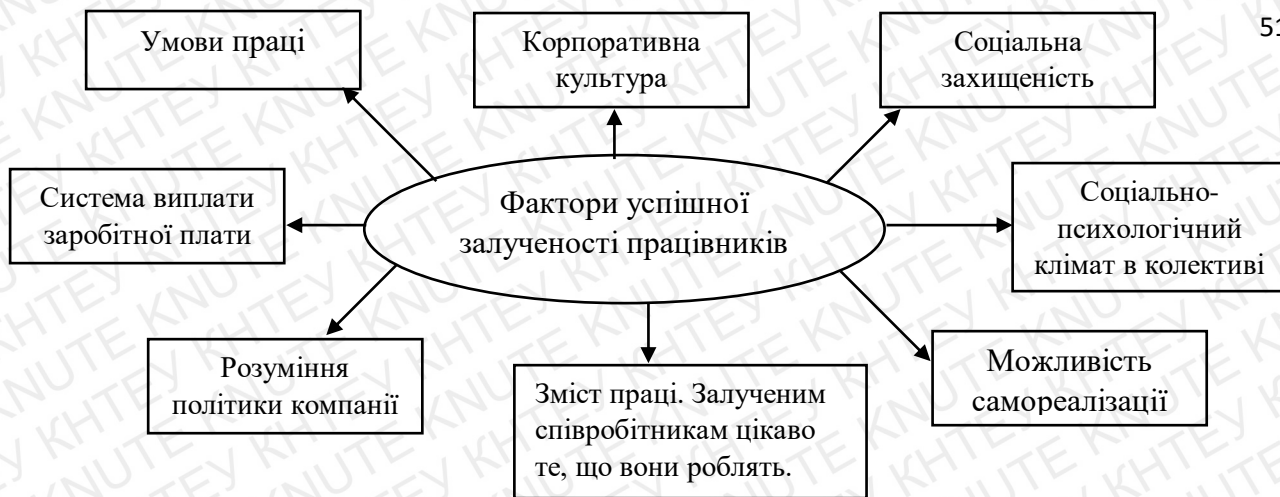 51
Умови праці
Корпоративна
культура
Соціальна
захищеність
Система виплати
заробітної плати
Фактори успішної
залученості працівників
Соціально-
психологічний
клімат в колективі
Розуміння
політики компанії
Зміст праці. Залученим
співробітникам цікаво
те, що вони роблять.
Можливість
самореалізації